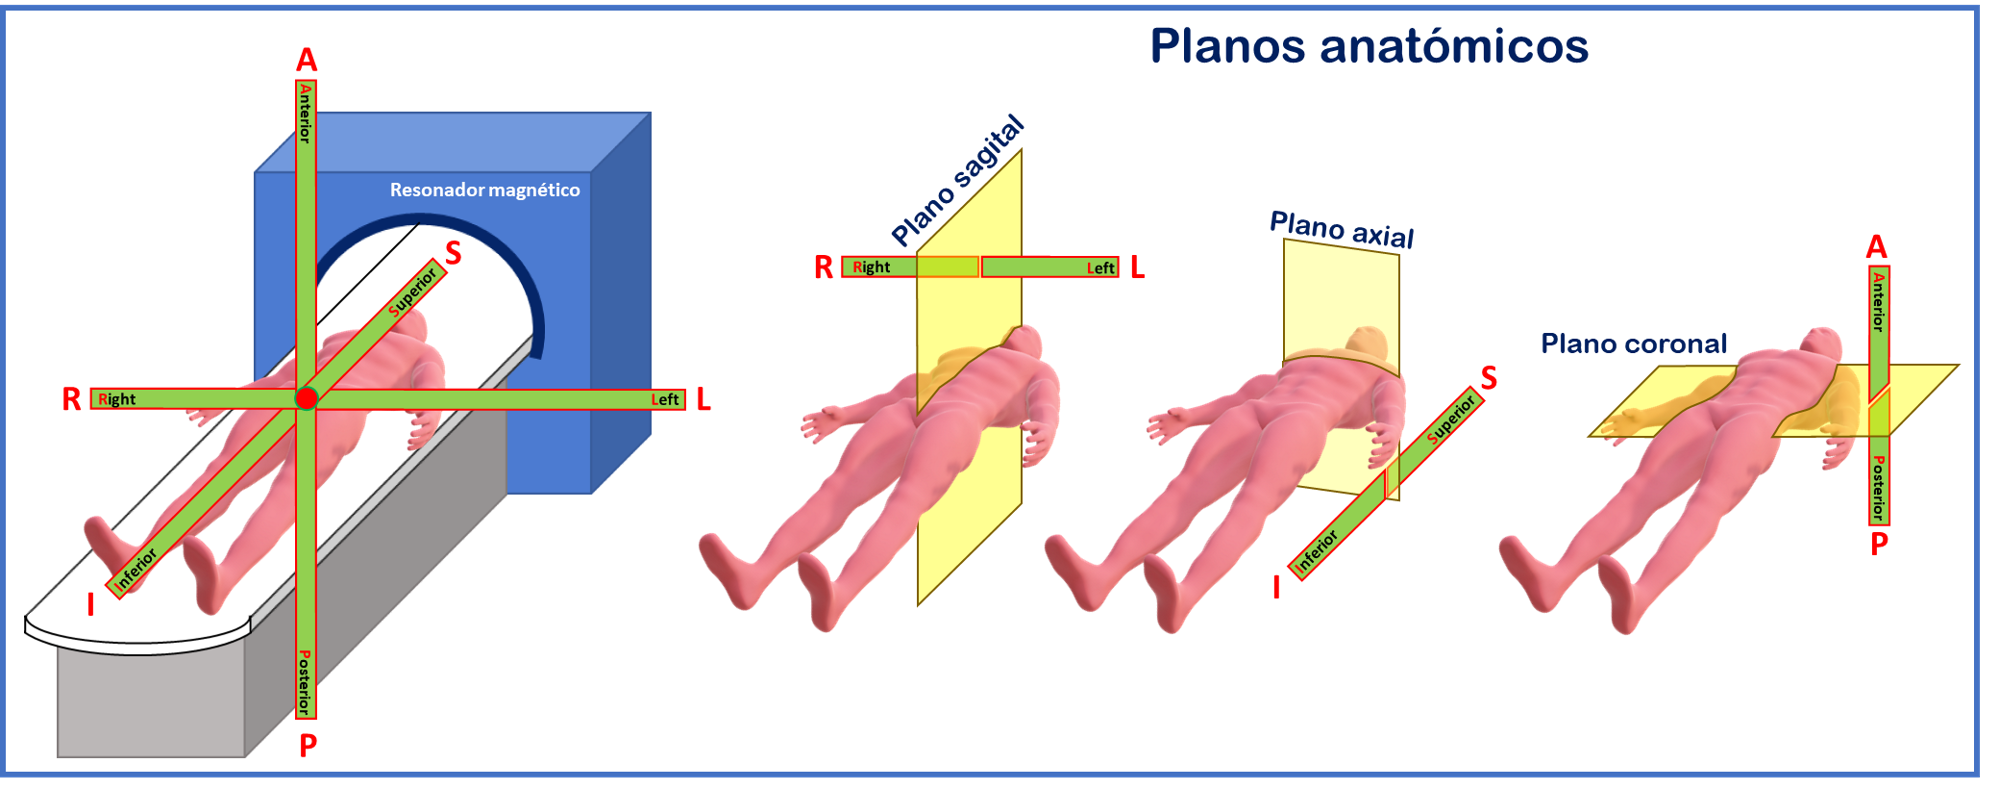 Planos anatómicos
A
Anterior
Resonador magnético
S
Superior
R
Right
Left
L
Inferior
I
Posterior
P
Plano sagital
R
Right
Left
L
Plano axial
S
Superior
Inferior
I
Plano coronal
A
Anterior
Posterior
P